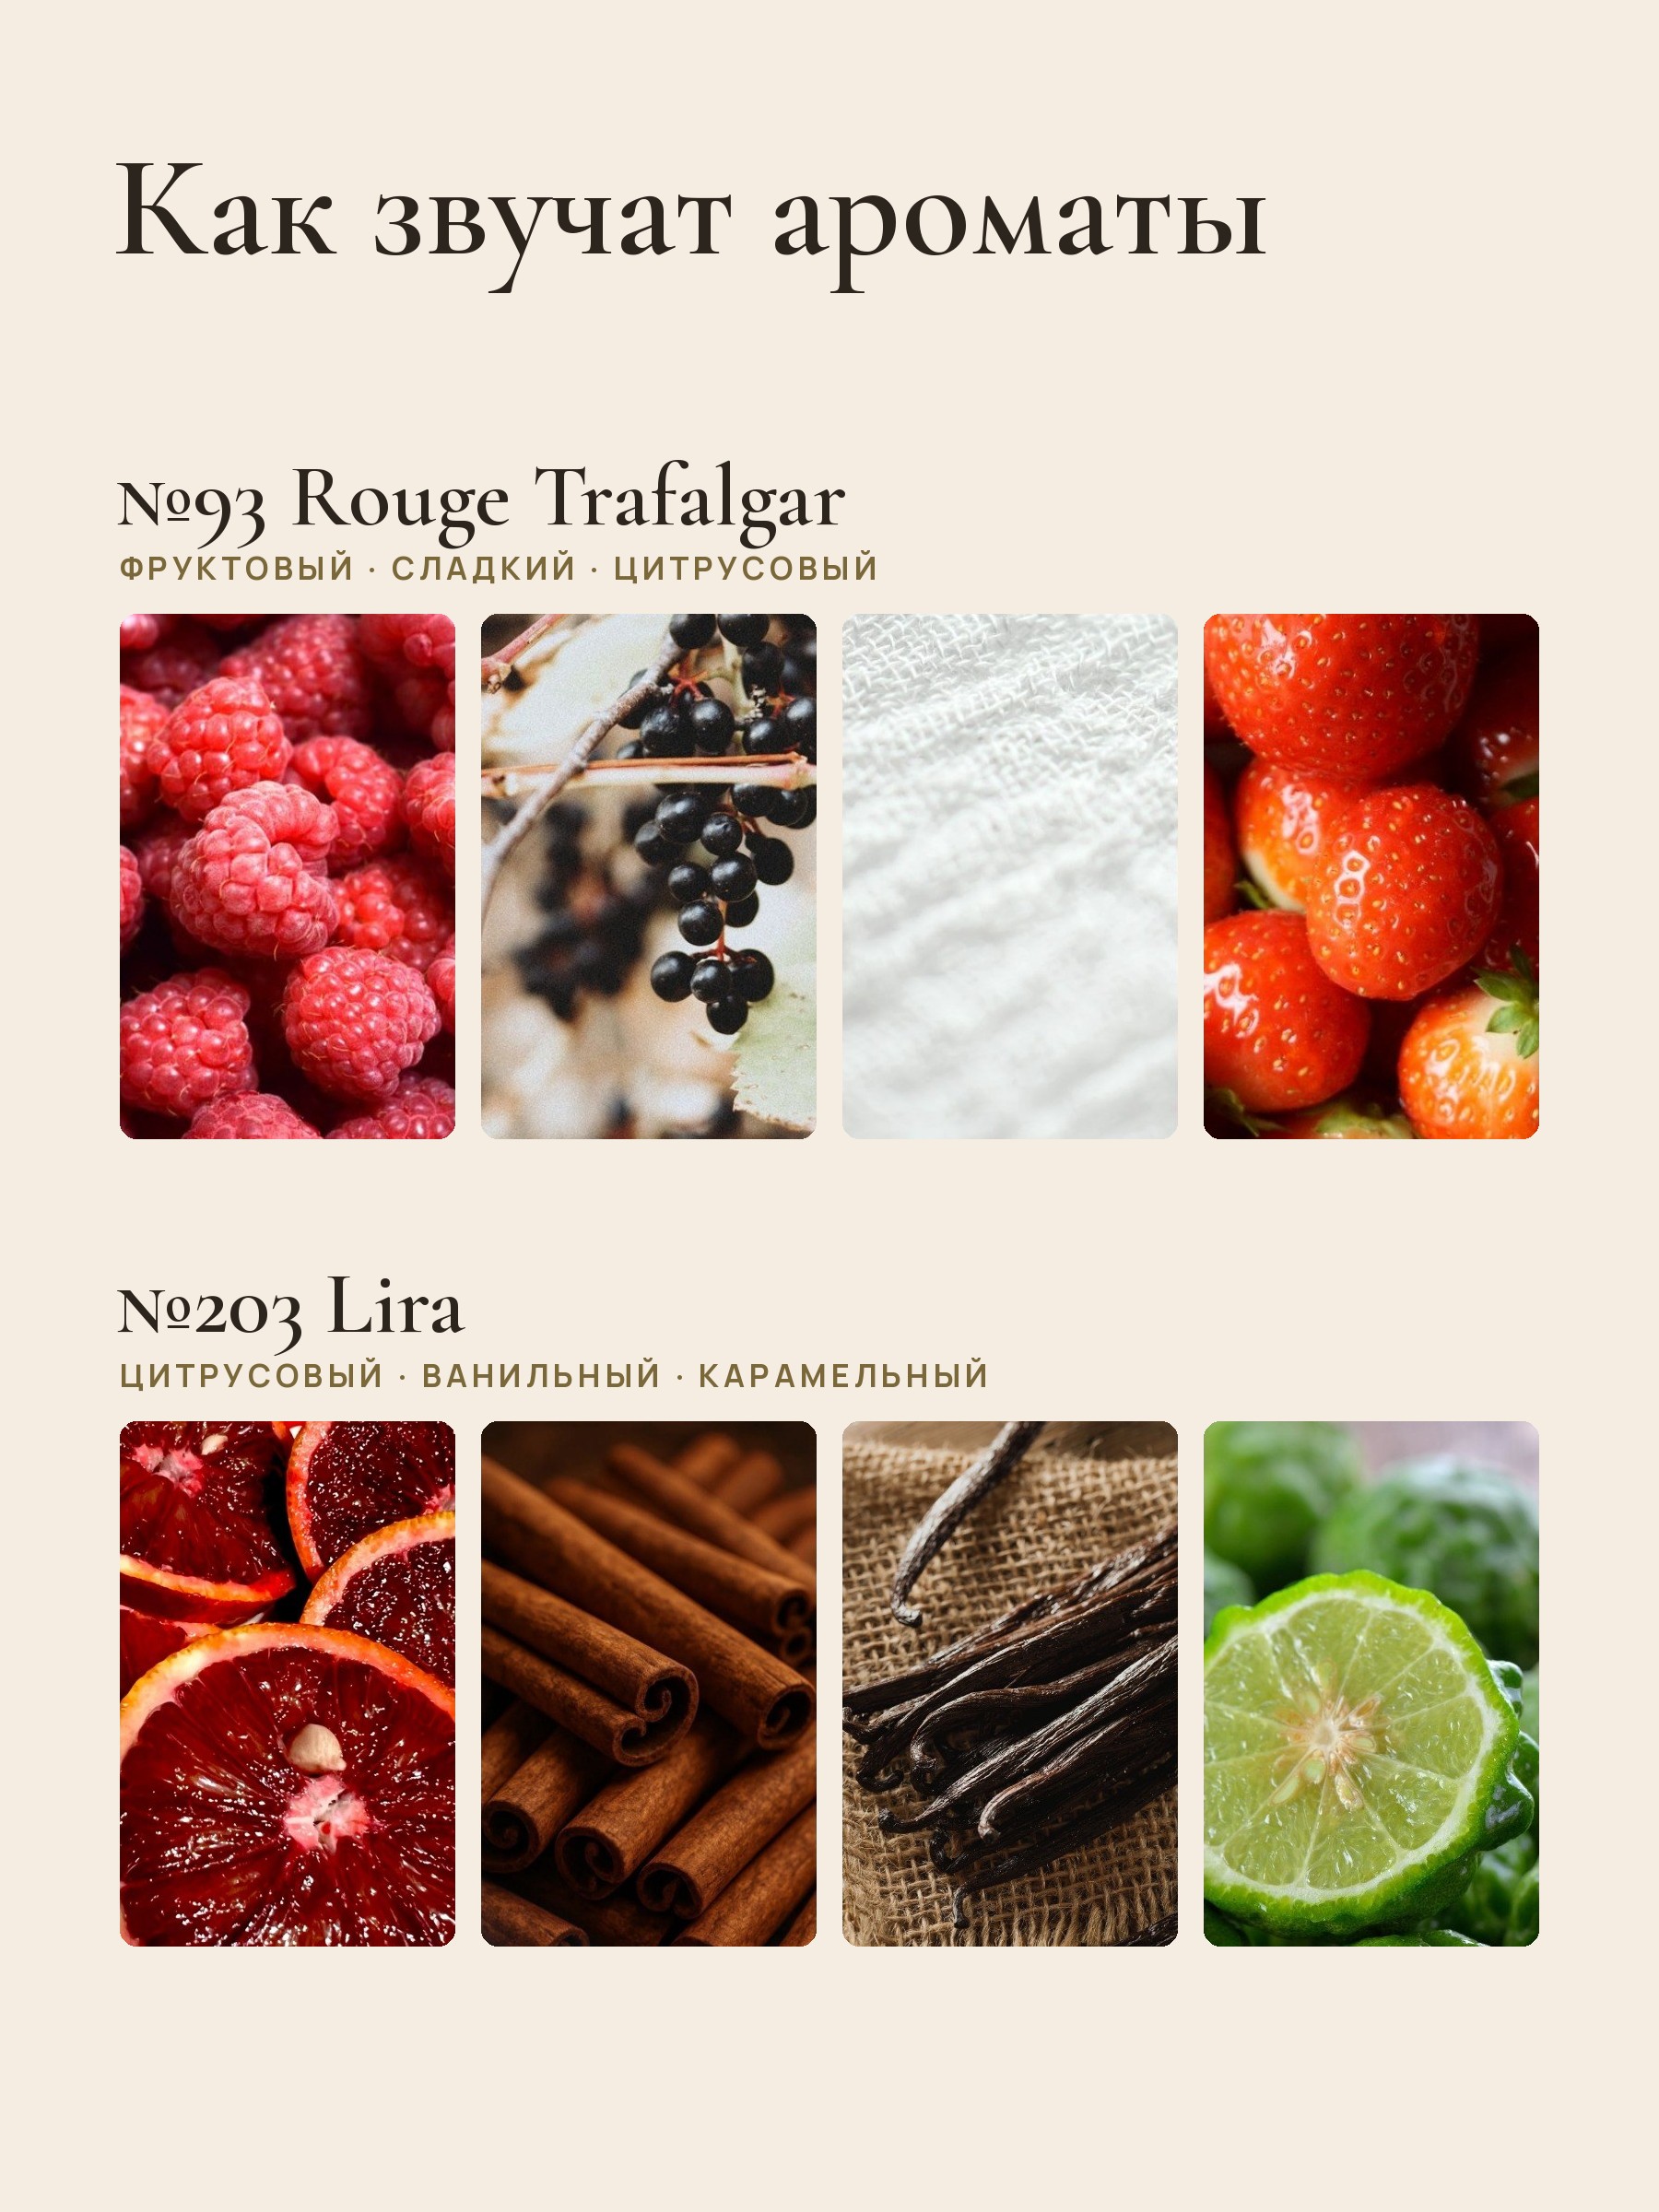 Как звучат ароматы
№93 Rouge Trafalgar
ФРУКТОВЫЙ · СЛАДКИЙ · ЦИТРУСОВЫЙ
№203 Lira
ЦИТРУСОВЫЙ · ВАНИЛЬНЫЙ · КАРАМЕЛЬНЫЙ